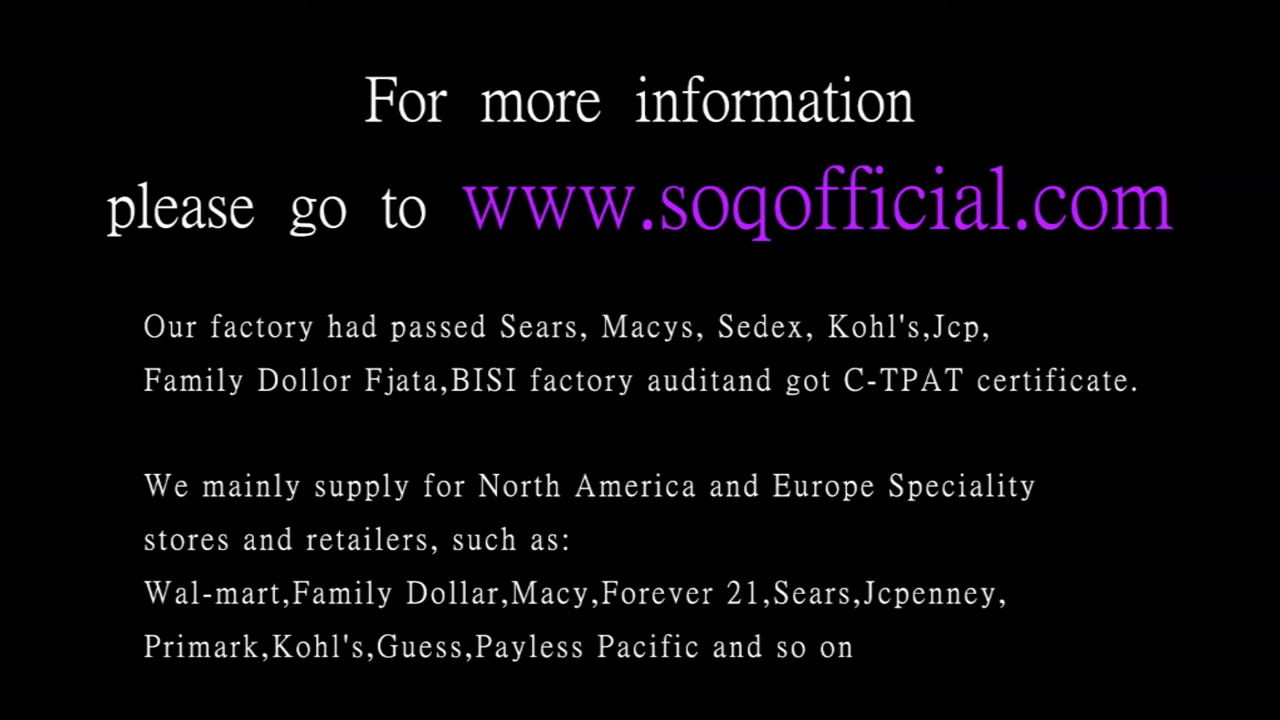 For more information
please go to www.soqofficial.com
Our factory had passed Sears, Macys, Sedex, Kohl's,Jcp,
Family Dollor Fjata,BISI factory auditand got C-TPAT certificate.
We mainly supply for North America and Europe Speciality
stores and retailers, such as:
Wal-mart,Family Dollar,Macy,Forever 21,Sears,Jcpenney,
Primark,Kohl's,Guess,Payless Pacific and so on